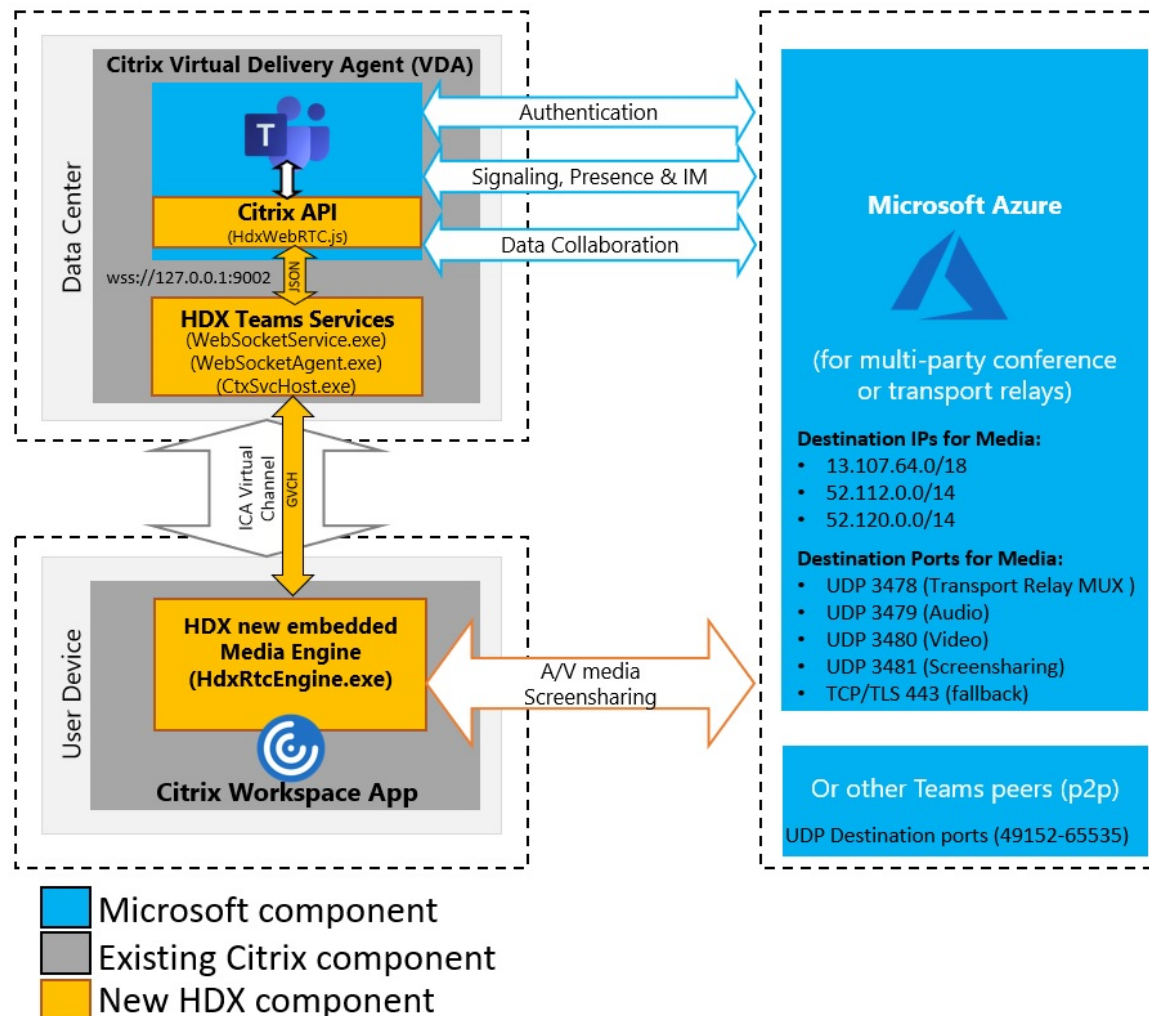 Citrix Virtual Delivery Agent (VDA)
T
Citrix API
(HdxWebRTC.js)
wss://127.0.0.1:9002
JSON
HDX Teams Services
(WebSocketService.exe)
(WebSocketAgent.exe)
(CtxSvcHost.exe)
Data Center
Authentication
Signaling, Presence & IM
Data Collaboration
ICA Virtual
Channel
GVCH
User Device
HDX new embedded
Media Engine
(HdxRtcEngine.exe)
Citrix Workspace App
A/V media
Screensharing
Microsoft Azure
(for multi-party conference
or transport relays)
Destination IPs for Media:
• 13.107.64.0/18
• 52.112.0.0/14
• 52.120.0.0/14
Destination Ports for Media:
• UDP 3478 (Transport Relay MUX )
• UDP 3479 (Audio)
• UDP 3480 (Video)
• UDP 3481 (Screensharing)
• TCP/TLS 443 (fallback)
Or other Teams peers (p2p)
UDP Destination ports (49152-65535)
Microsoft component
Existing Citrix component
New HDX component